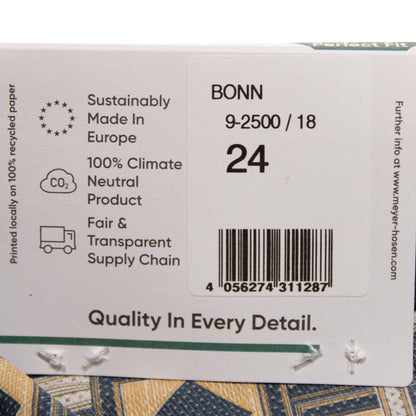 Perfect Fit
Sustainably
Made In
Europe
100% Climate
Neutral
Product
CO₂
Fair &
Transparent
Supply Chain
Printed locally on 100% recycled paper
BONN
9-2500 / 18
24
4 056274 311287
Further info at www.meyer-hosen.com
Quality In Every Detail.